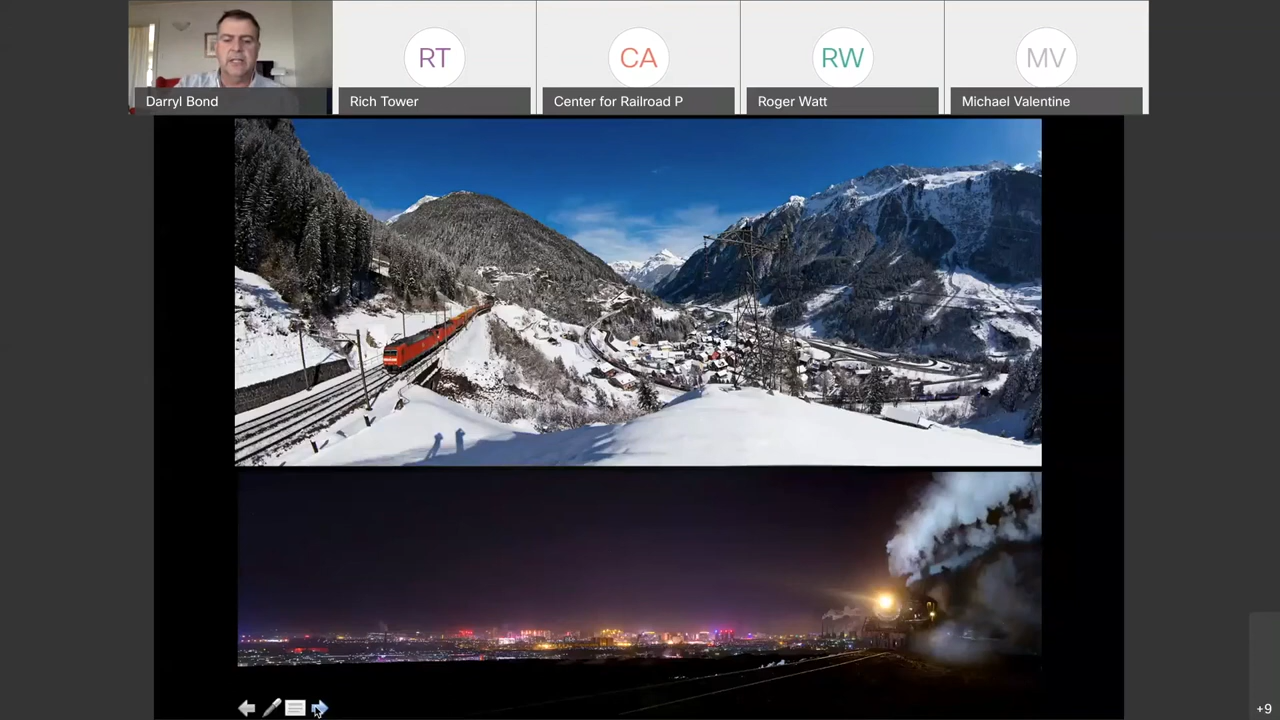 RT
CA
RW
MV
Darryl Bond
Rich Tower
Center for Railroad P
Roger Watt
Michael Valentine
+9